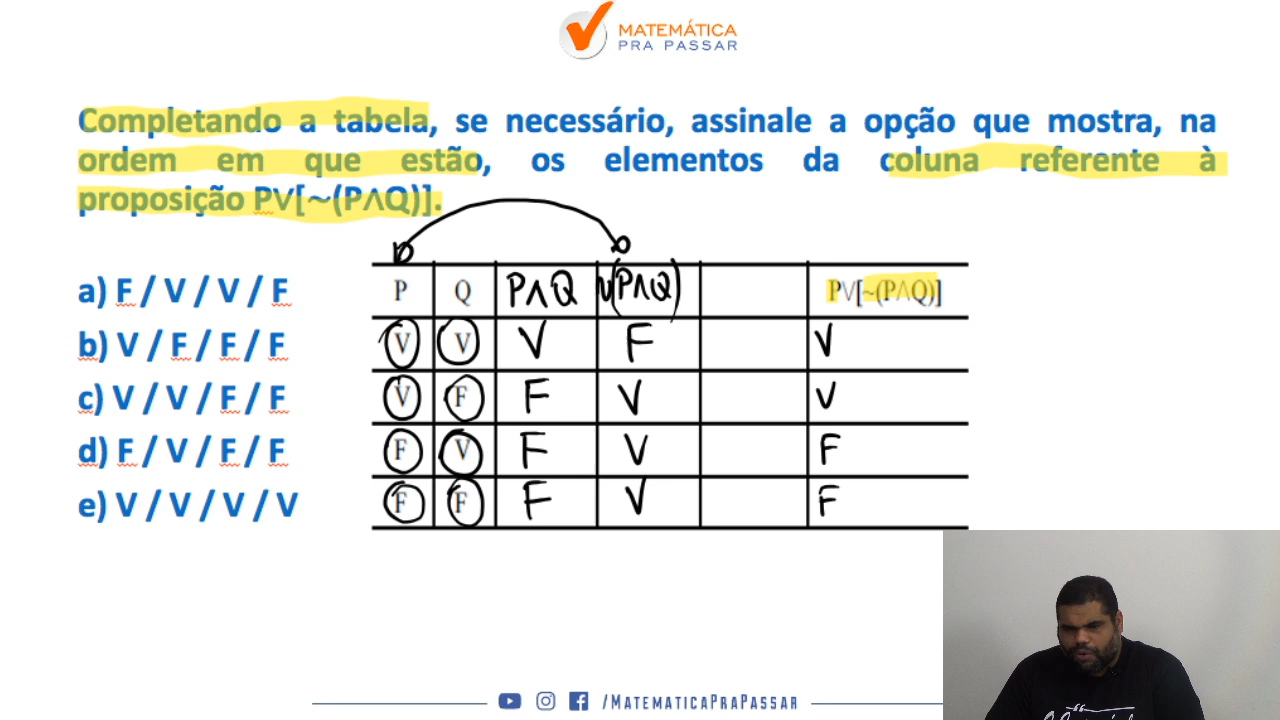 MATEMÁTICA
PRA PASSAR
Completando a tabela, se necessário, assinale a opção que mostra, na
ordem em que estão, os elementos da coluna referente à
proposição PV[~(P∧Q)].
a) F / V / V / F
b) V / F / F / F
c) V / V / F / F
d) F / V / F / F
e) V / V / V / V
P Q P∧Q ~(P∧Q) PV[~(P∧Q)]
V V V F V
V F F V V
F V F V F
F F F V F
/MATEMATICAPRAPASSAR